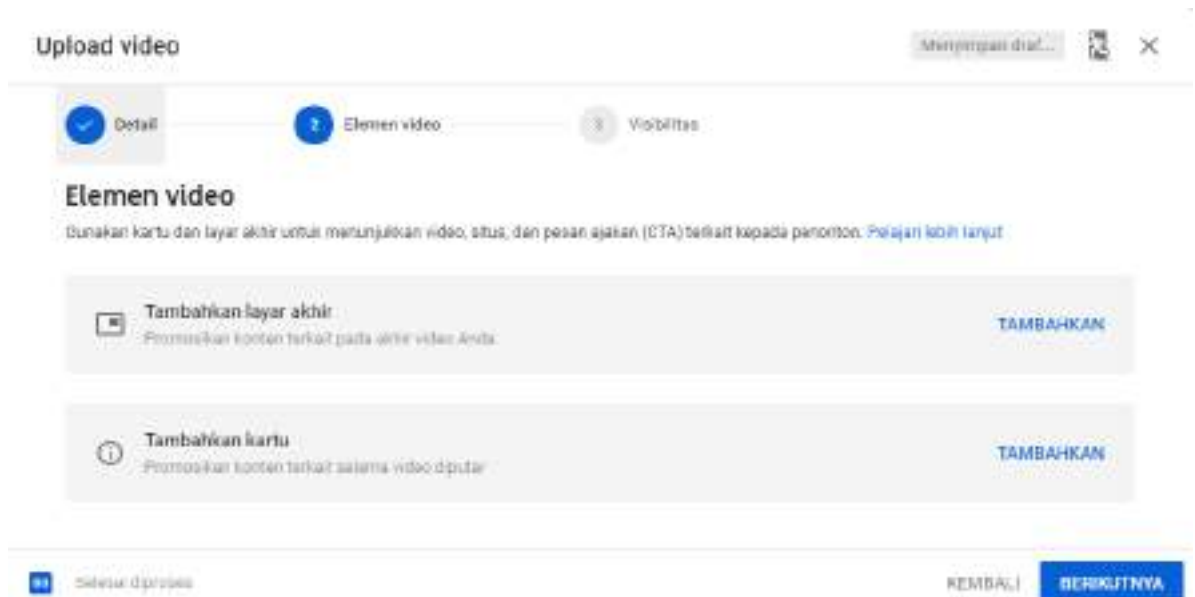 Upload video
Menyimpan draf...
Detail
2 Elemen video
3 Visibilitas
Elemen video
Gunakan kartu dan layar akhir untuk menunjukkan video, situs, dan pesan ajakan (CTA) terkait kepada penonton. Pelajari lebih lanjut
Tambahkan layar akhir
Promosikan konten terkait pada akhir video Anda
TAMBAHKAN
Tambahkan kartu
Promosikan konten terkait selama video diputar
TAMBAHKAN
Selesai diproses
KEMBALI
BERIKUTNYA